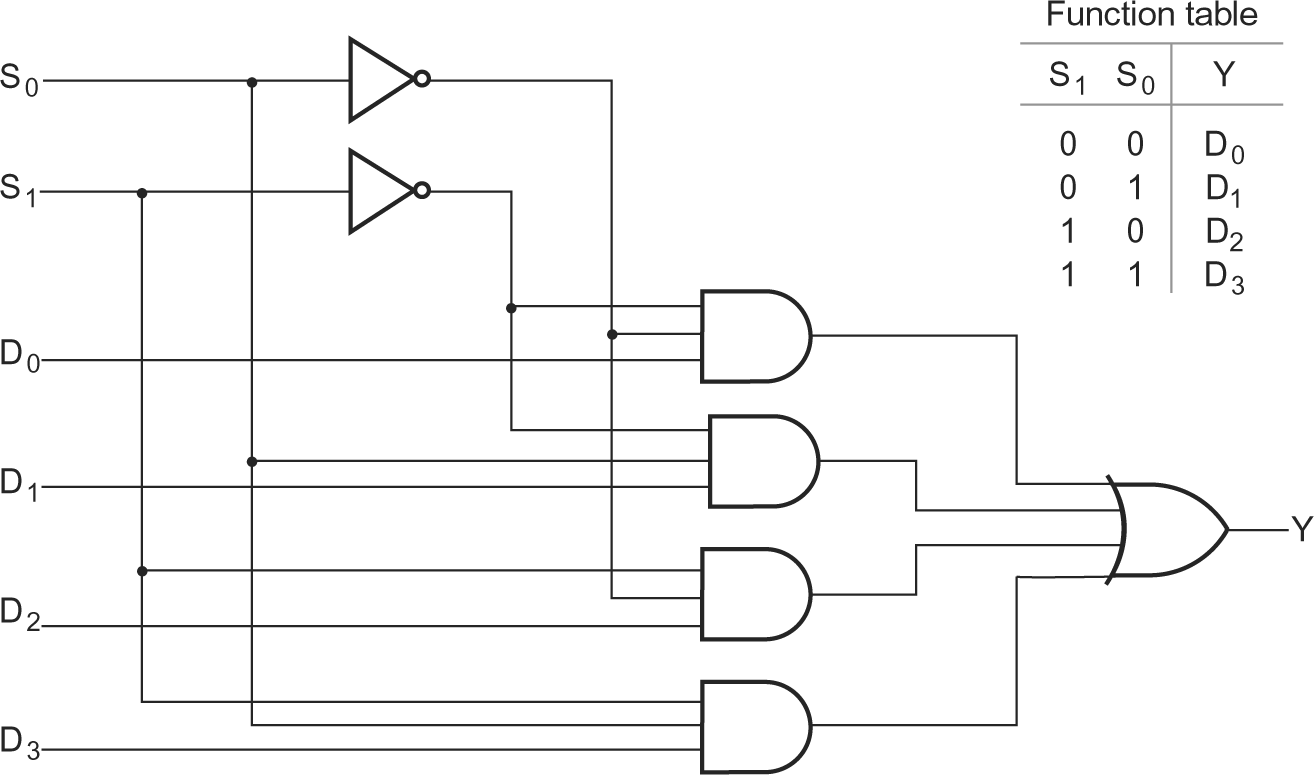 Function table
S1 S0 Y
0 0 D0
0 1 D1
1 0 D2
1 1 D3
S0
S1
D0
D1
D2
D3
Y